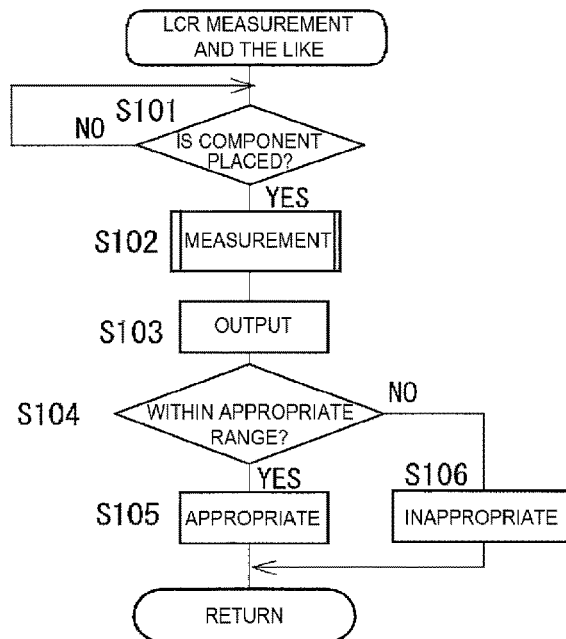 LCR MEASUREMENT
AND THE LIKE
S101
NO
IS COMPONENT
PLACED?
YES
S102
MEASUREMENT
S103
OUTPUT
S104
WITHIN APPROPRIATE
RANGE?
NO
YES
S105
APPROPRIATE
S106
INAPPROPRIATE
RETURN